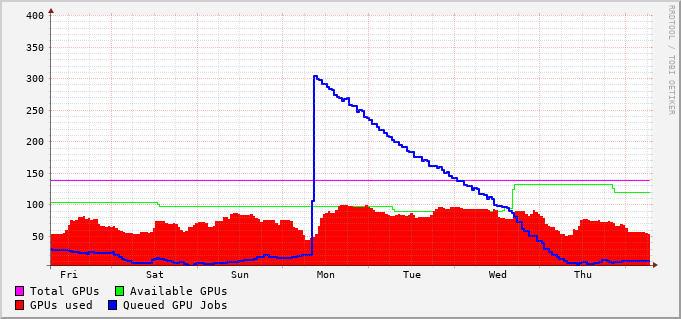 400
350
300
250
200
150
100
50
Fri Sat Sun Mon Tue Wed Thu
Total GPUs Available GPUs
GPUs used Queued GPU Jobs
RRDTOOL / TOBI OETIKER